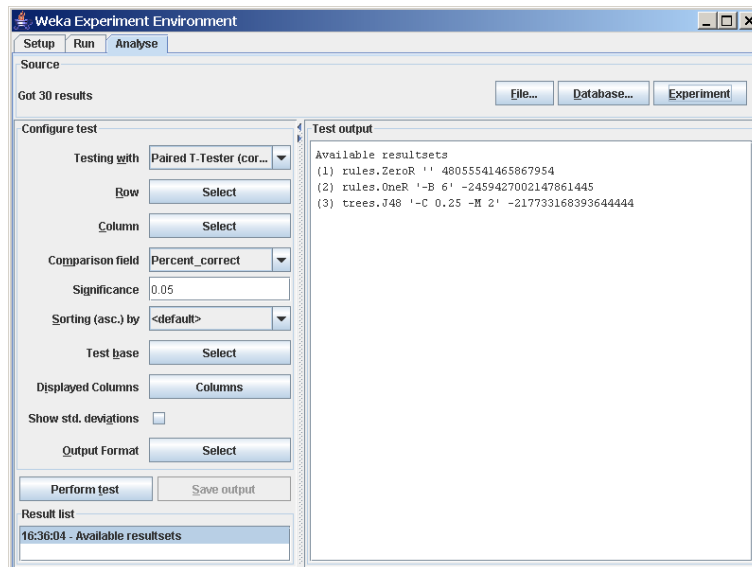 Weka Experiment Environment
Setup Run Analyse
Source
Got 30 results
File... Database... Experiment
Configure test
Testing with Paired T-Tester (cor...
Row Select
Column Select
Comparison field Percent_correct
Significance 0.05
Sorting (asc.) by <default>
Test base Select
Displayed Columns Columns
Show std. deviations
Output Format Select
Perform test Save output
Result list
16:36:04 - Available resultsets
Test output
Available resultsets
(1) rules.ZeroR '' 48055541465867954
(2) rules.OneR '-B 6' -2459427002147861445
(3) trees.J48 '-C 0.25 -M 2' -217733168393644444